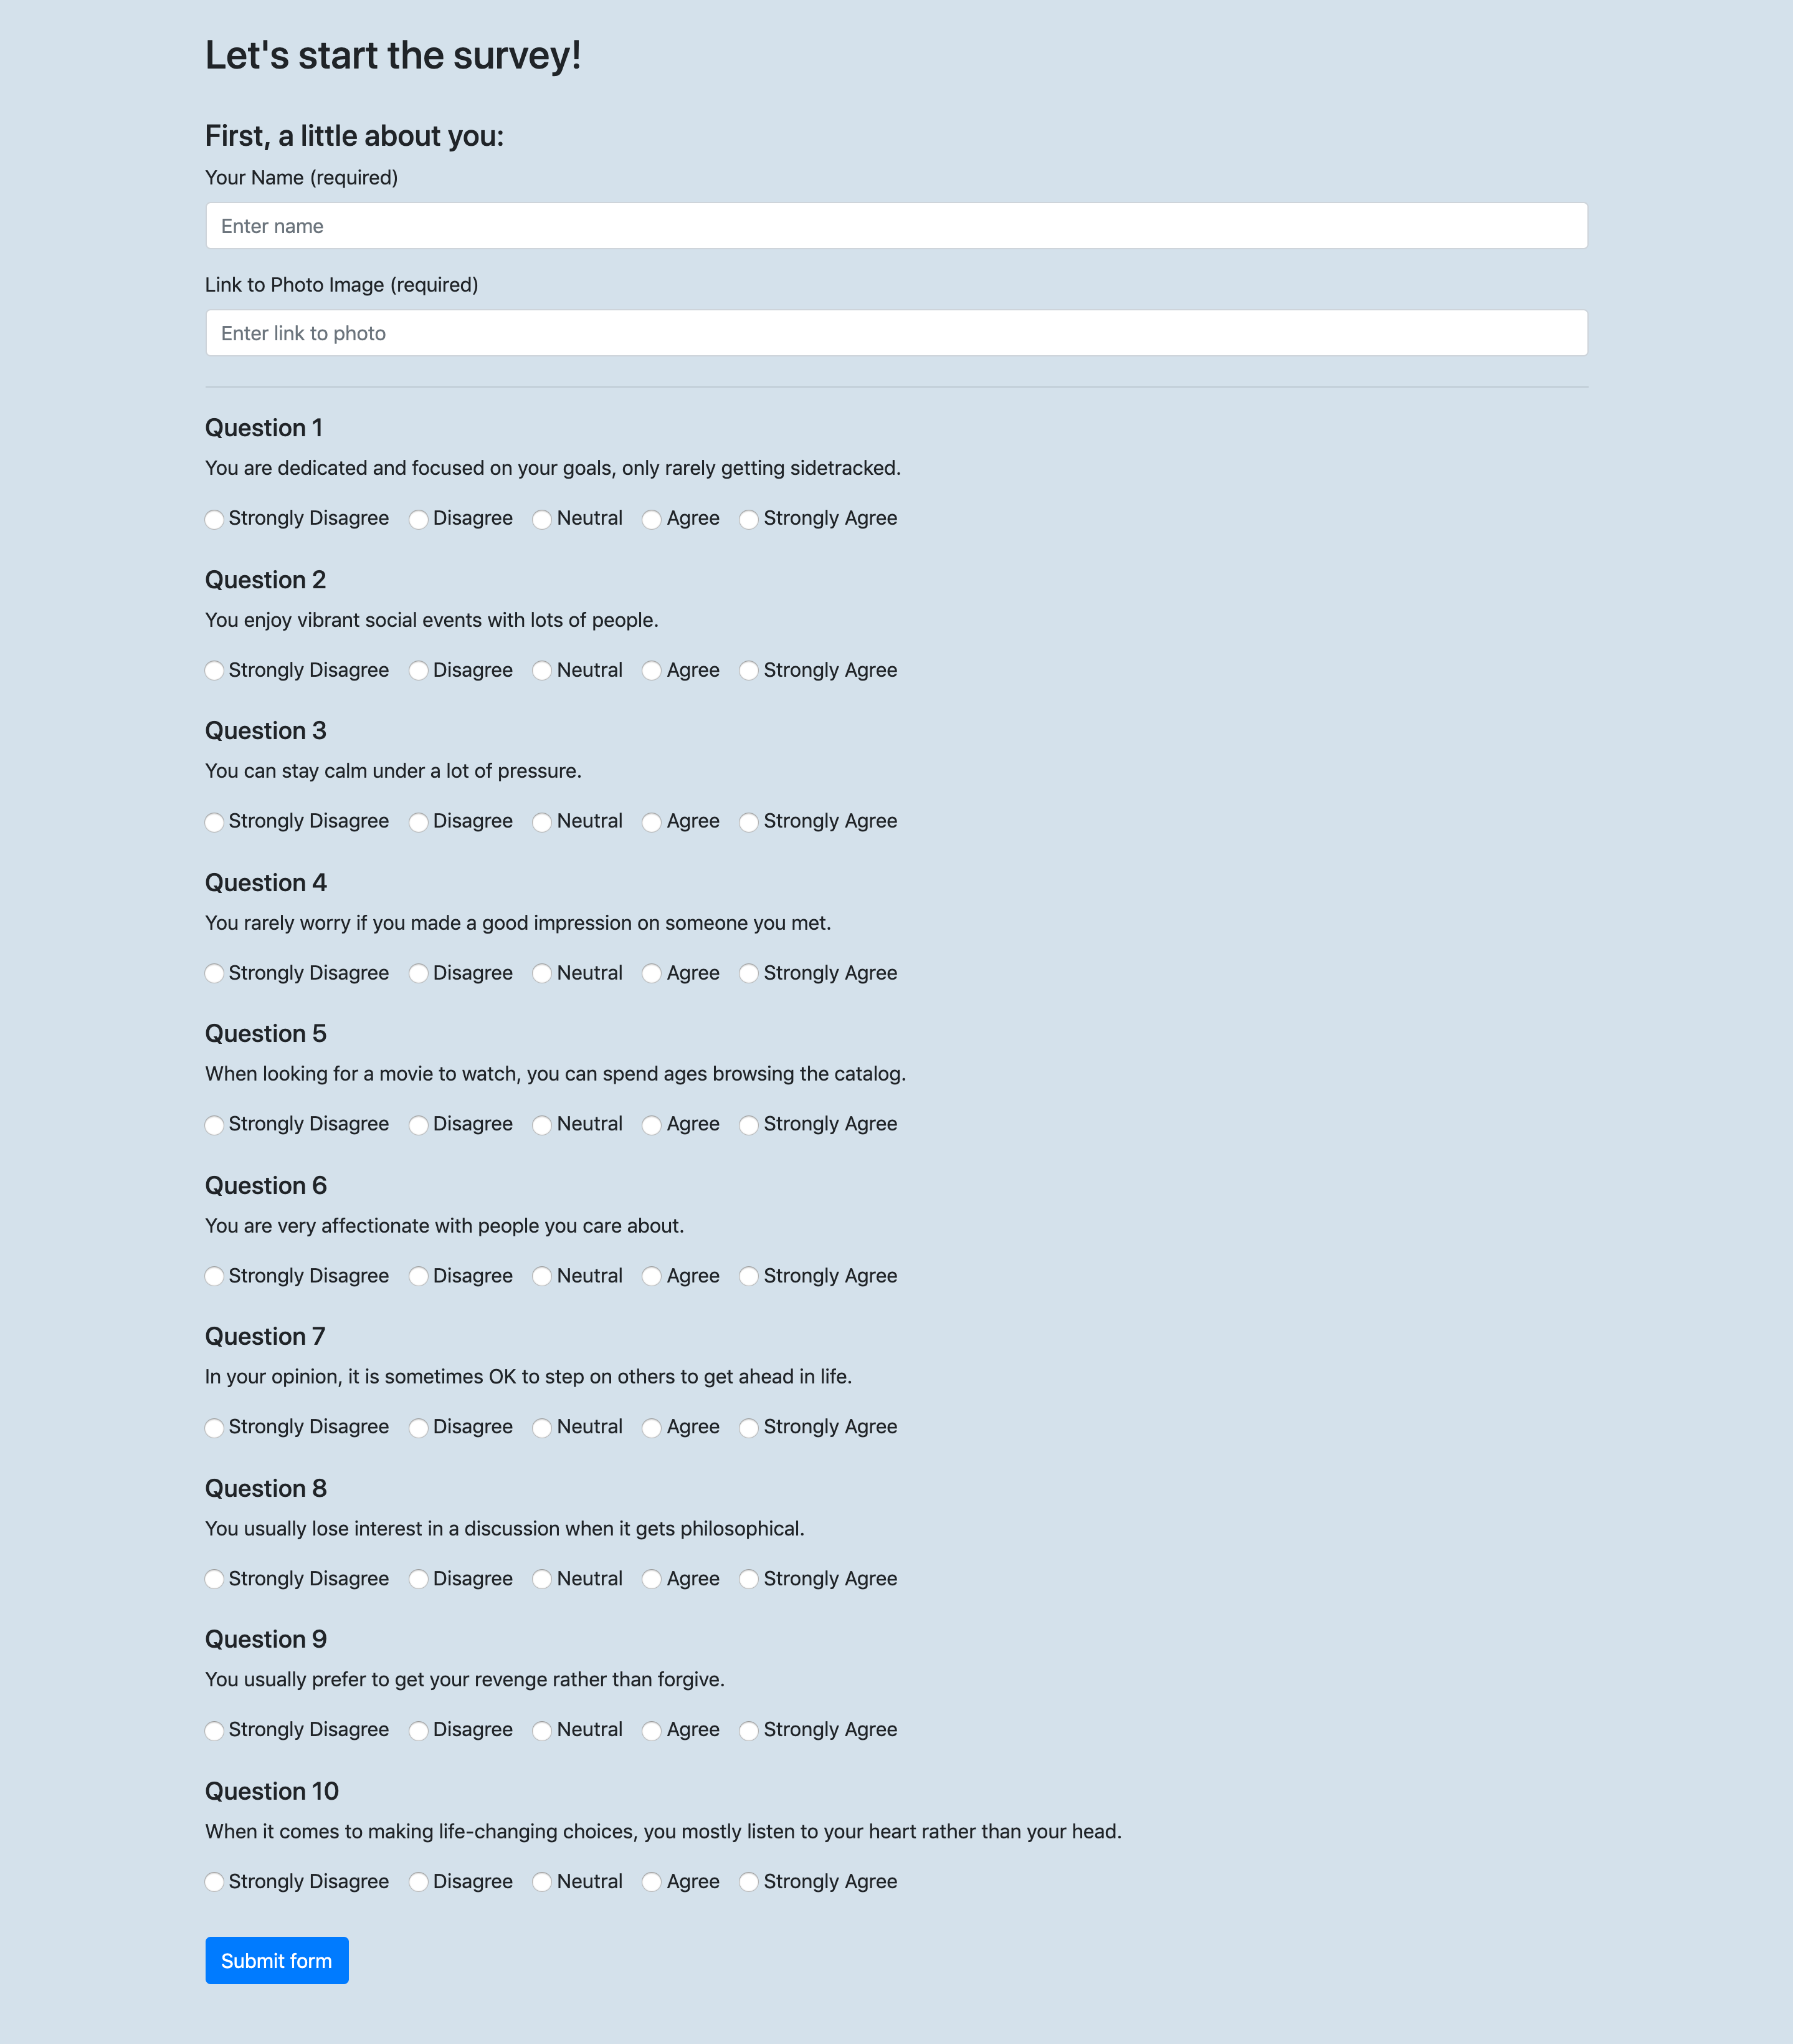 Let's start the survey!
First, a little about you:
Your Name (required)
Enter name
Link to Photo Image (required)
Enter link to photo
Question 1
You are dedicated and focused on your goals, only rarely getting sidetracked.
Strongly Disagree Disagree Neutral Agree Strongly Agree
Question 2
You enjoy vibrant social events with lots of people.
Strongly Disagree Disagree Neutral Agree Strongly Agree
Question 3
You can stay calm under a lot of pressure.
Strongly Disagree Disagree Neutral Agree Strongly Agree
Question 4
You rarely worry if you made a good impression on someone you met.
Strongly Disagree Disagree Neutral Agree Strongly Agree
Question 5
When looking for a movie to watch, you can spend ages browsing the catalog.
Strongly Disagree Disagree Neutral Agree Strongly Agree
Question 6
You are very affectionate with people you care about.
Strongly Disagree Disagree Neutral Agree Strongly Agree
Question 7
In your opinion, it is sometimes OK to step on others to get ahead in life.
Strongly Disagree Disagree Neutral Agree Strongly Agree
Question 8
You usually lose interest in a discussion when it gets philosophical.
Strongly Disagree Disagree Neutral Agree Strongly Agree
Question 9
You usually prefer to get your revenge rather than forgive.
Strongly Disagree Disagree Neutral Agree Strongly Agree
Question 10
When it comes to making life-changing choices, you mostly listen to your heart rather than your head.
Strongly Disagree Disagree Neutral Agree Strongly Agree
Submit form